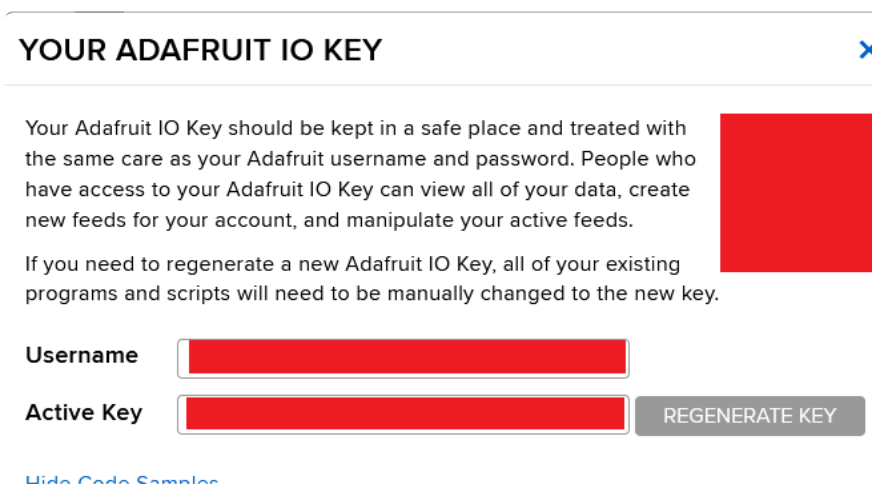 YOUR ADAFRUIT IO KEY
Your Adafruit IO Key should be kept in a safe place and treated with
the same care as your Adafruit username and password. People who
have access to your Adafruit IO Key can view all of your data, create
new feeds for your account, and manipulate your active feeds.
If you need to regenerate a new Adafruit IO Key, all of your existing
programs and scripts will need to be manually changed to the new key.
Username
Active Key
REGENERATE KEY
Hide Code Samples